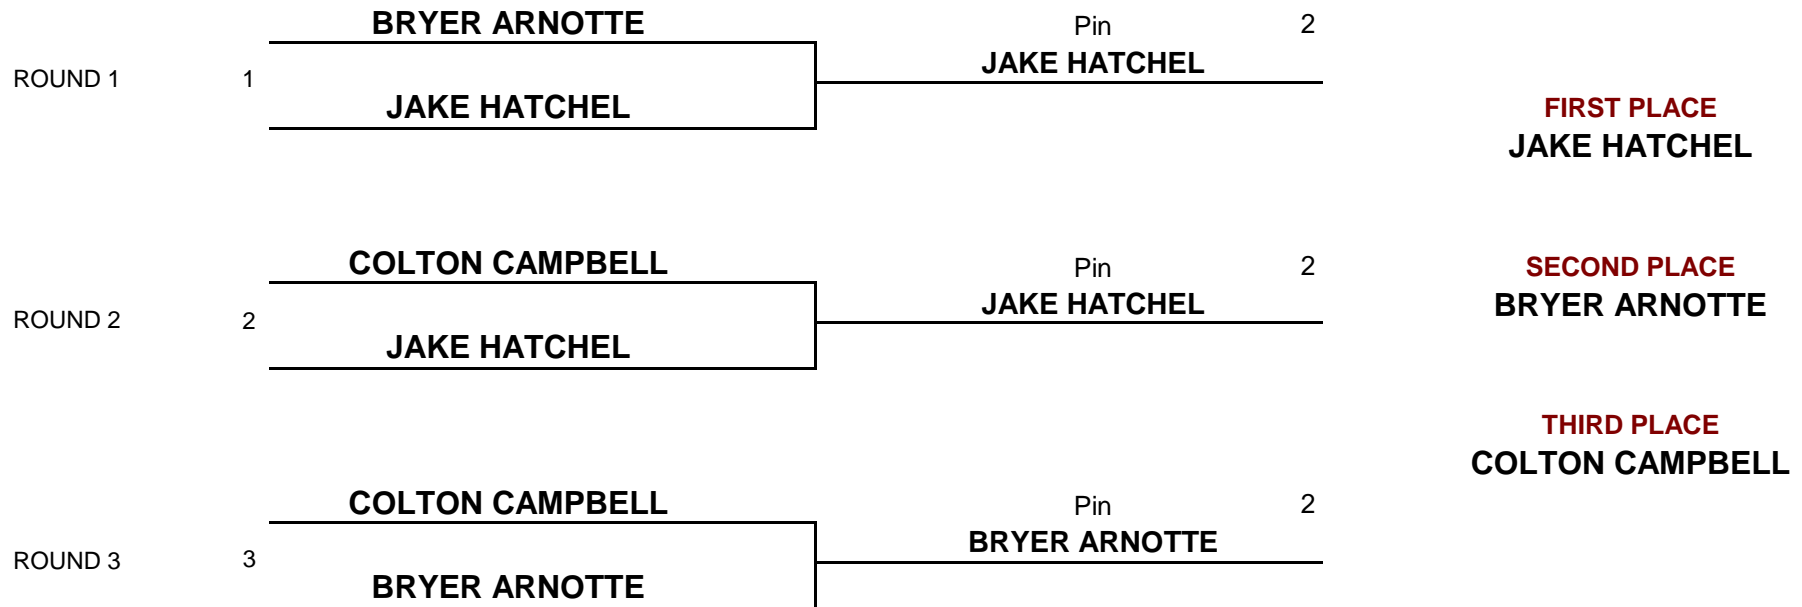 BRYER ARNOTTE
Pin 2
JAKE HATCHEL
ROUND 1 1
JAKE HATCHEL
FIRST PLACE
JAKE HATCHEL
COLTON CAMPBELL
Pin 2
JAKE HATCHEL
ROUND 2 2
JAKE HATCHEL
SECOND PLACE
BRYER ARNOTTE
THIRD PLACE
COLTON CAMPBELL
COLTON CAMPBELL
Pin 2
BRYER ARNOTTE
ROUND 3 3
BRYER ARNOTTE